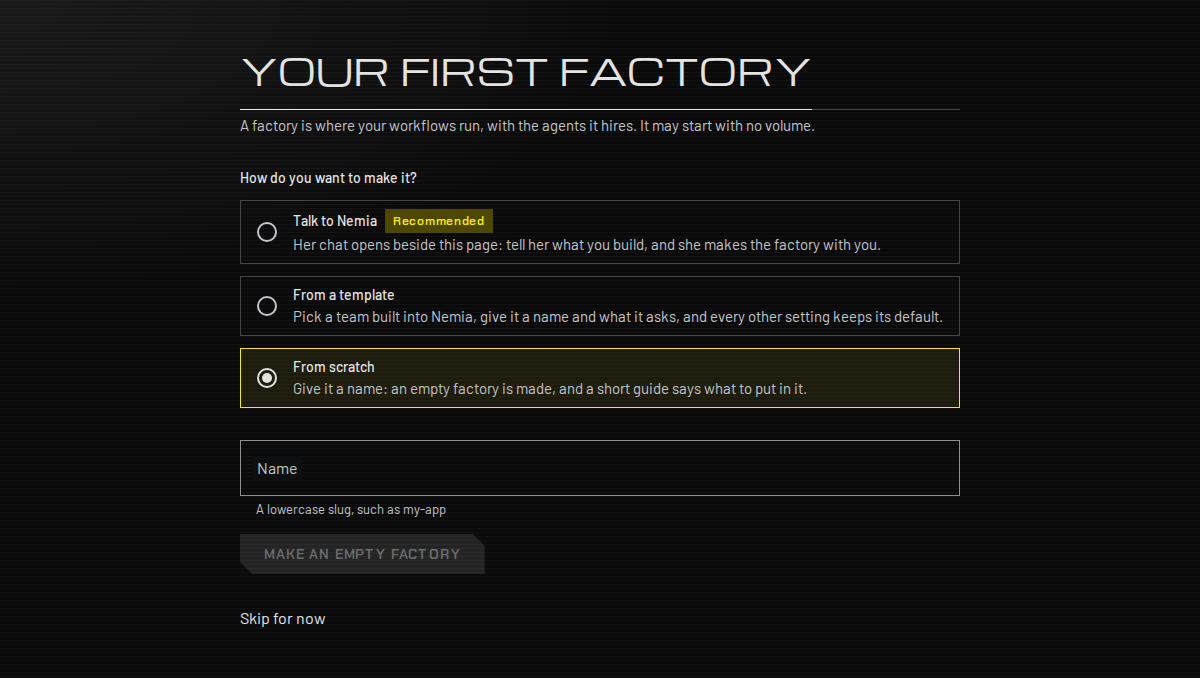 YOUR FIRST FACTORY
A factory is where your workflows run, with the agents it hires. It may start with no volume.
How do you want to make it?
Talk to Nemia Recommended
Her chat opens beside this page: tell her what you build, and she makes the factory with you.
From a template
Pick a team built into Nemia, give it a name and what it asks, and every other setting keeps its default.
From scratch
Give it a name: an empty factory is made, and a short guide says what to put in it.
Name
A lowercase slug, such as my-app
MAKE AN EMPTY FACTORY
Skip for now